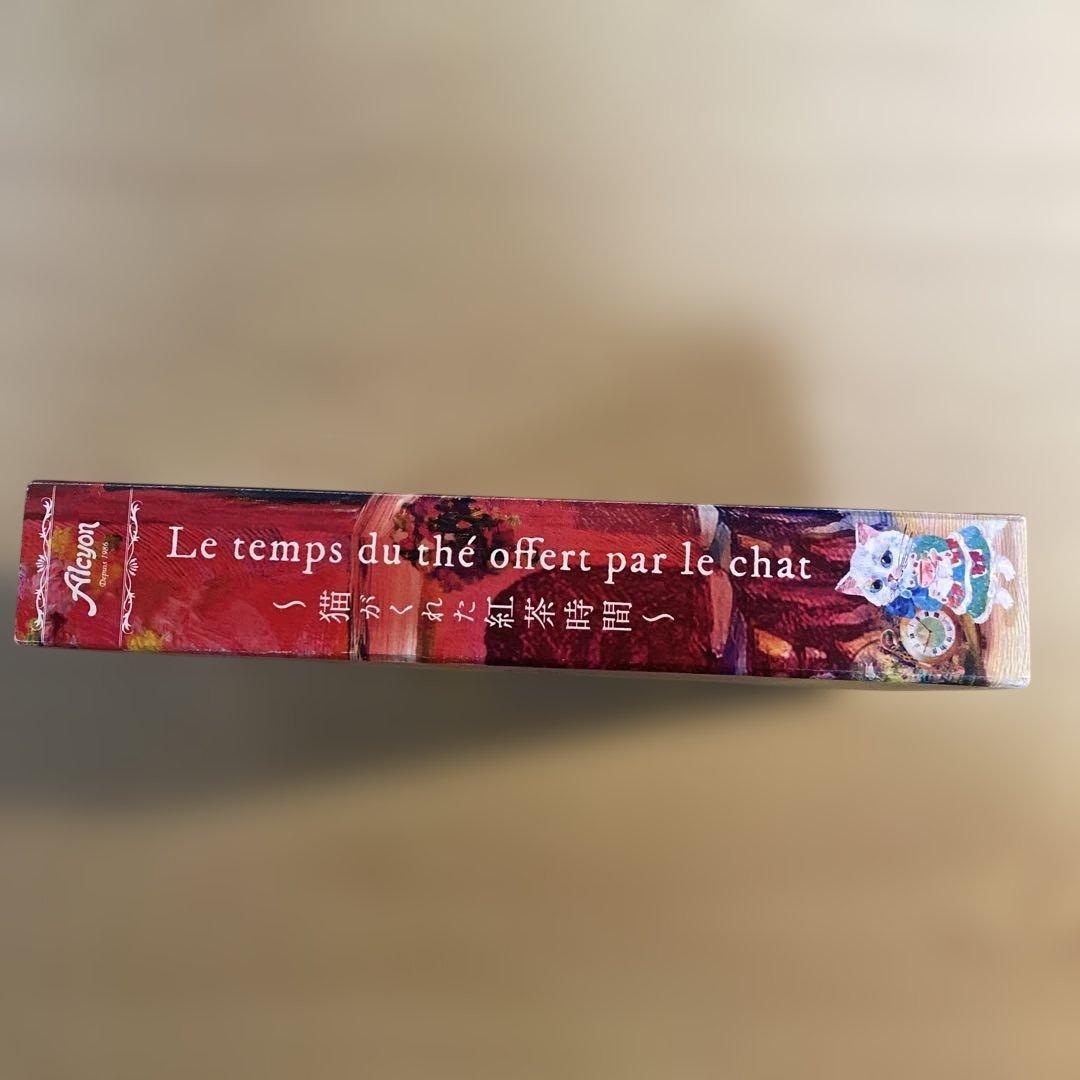 Alcyon
Depuis 1986
Le temps du thé offert par le chat
～猫がくれた紅茶時間～